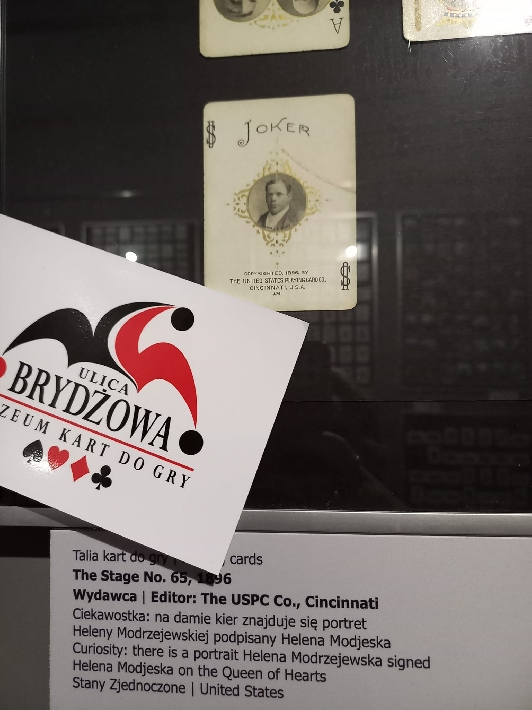 A
JOKER
COPYRIGHTED, 1896, BY
THE UNITED STATES PLAYING CARD CO.
CINCINNATI, U.S.A.
ULICA
BRYDŻOWA
ZEUM KART DO GRY
Talia kart do gry | cards
The Stage No. 65, 1896
Wydawca | Editor: The USPC Co., Cincinnati
Ciekawostka: na damie kier znajduje się portret
Heleny Modrzejewskiej podpisany Helena Modjeska
Curiosity: there is a portrait Helena Modrzejewska signed
Helena Modjeska on the Queen of Hearts
Stany Zjednoczone | United States